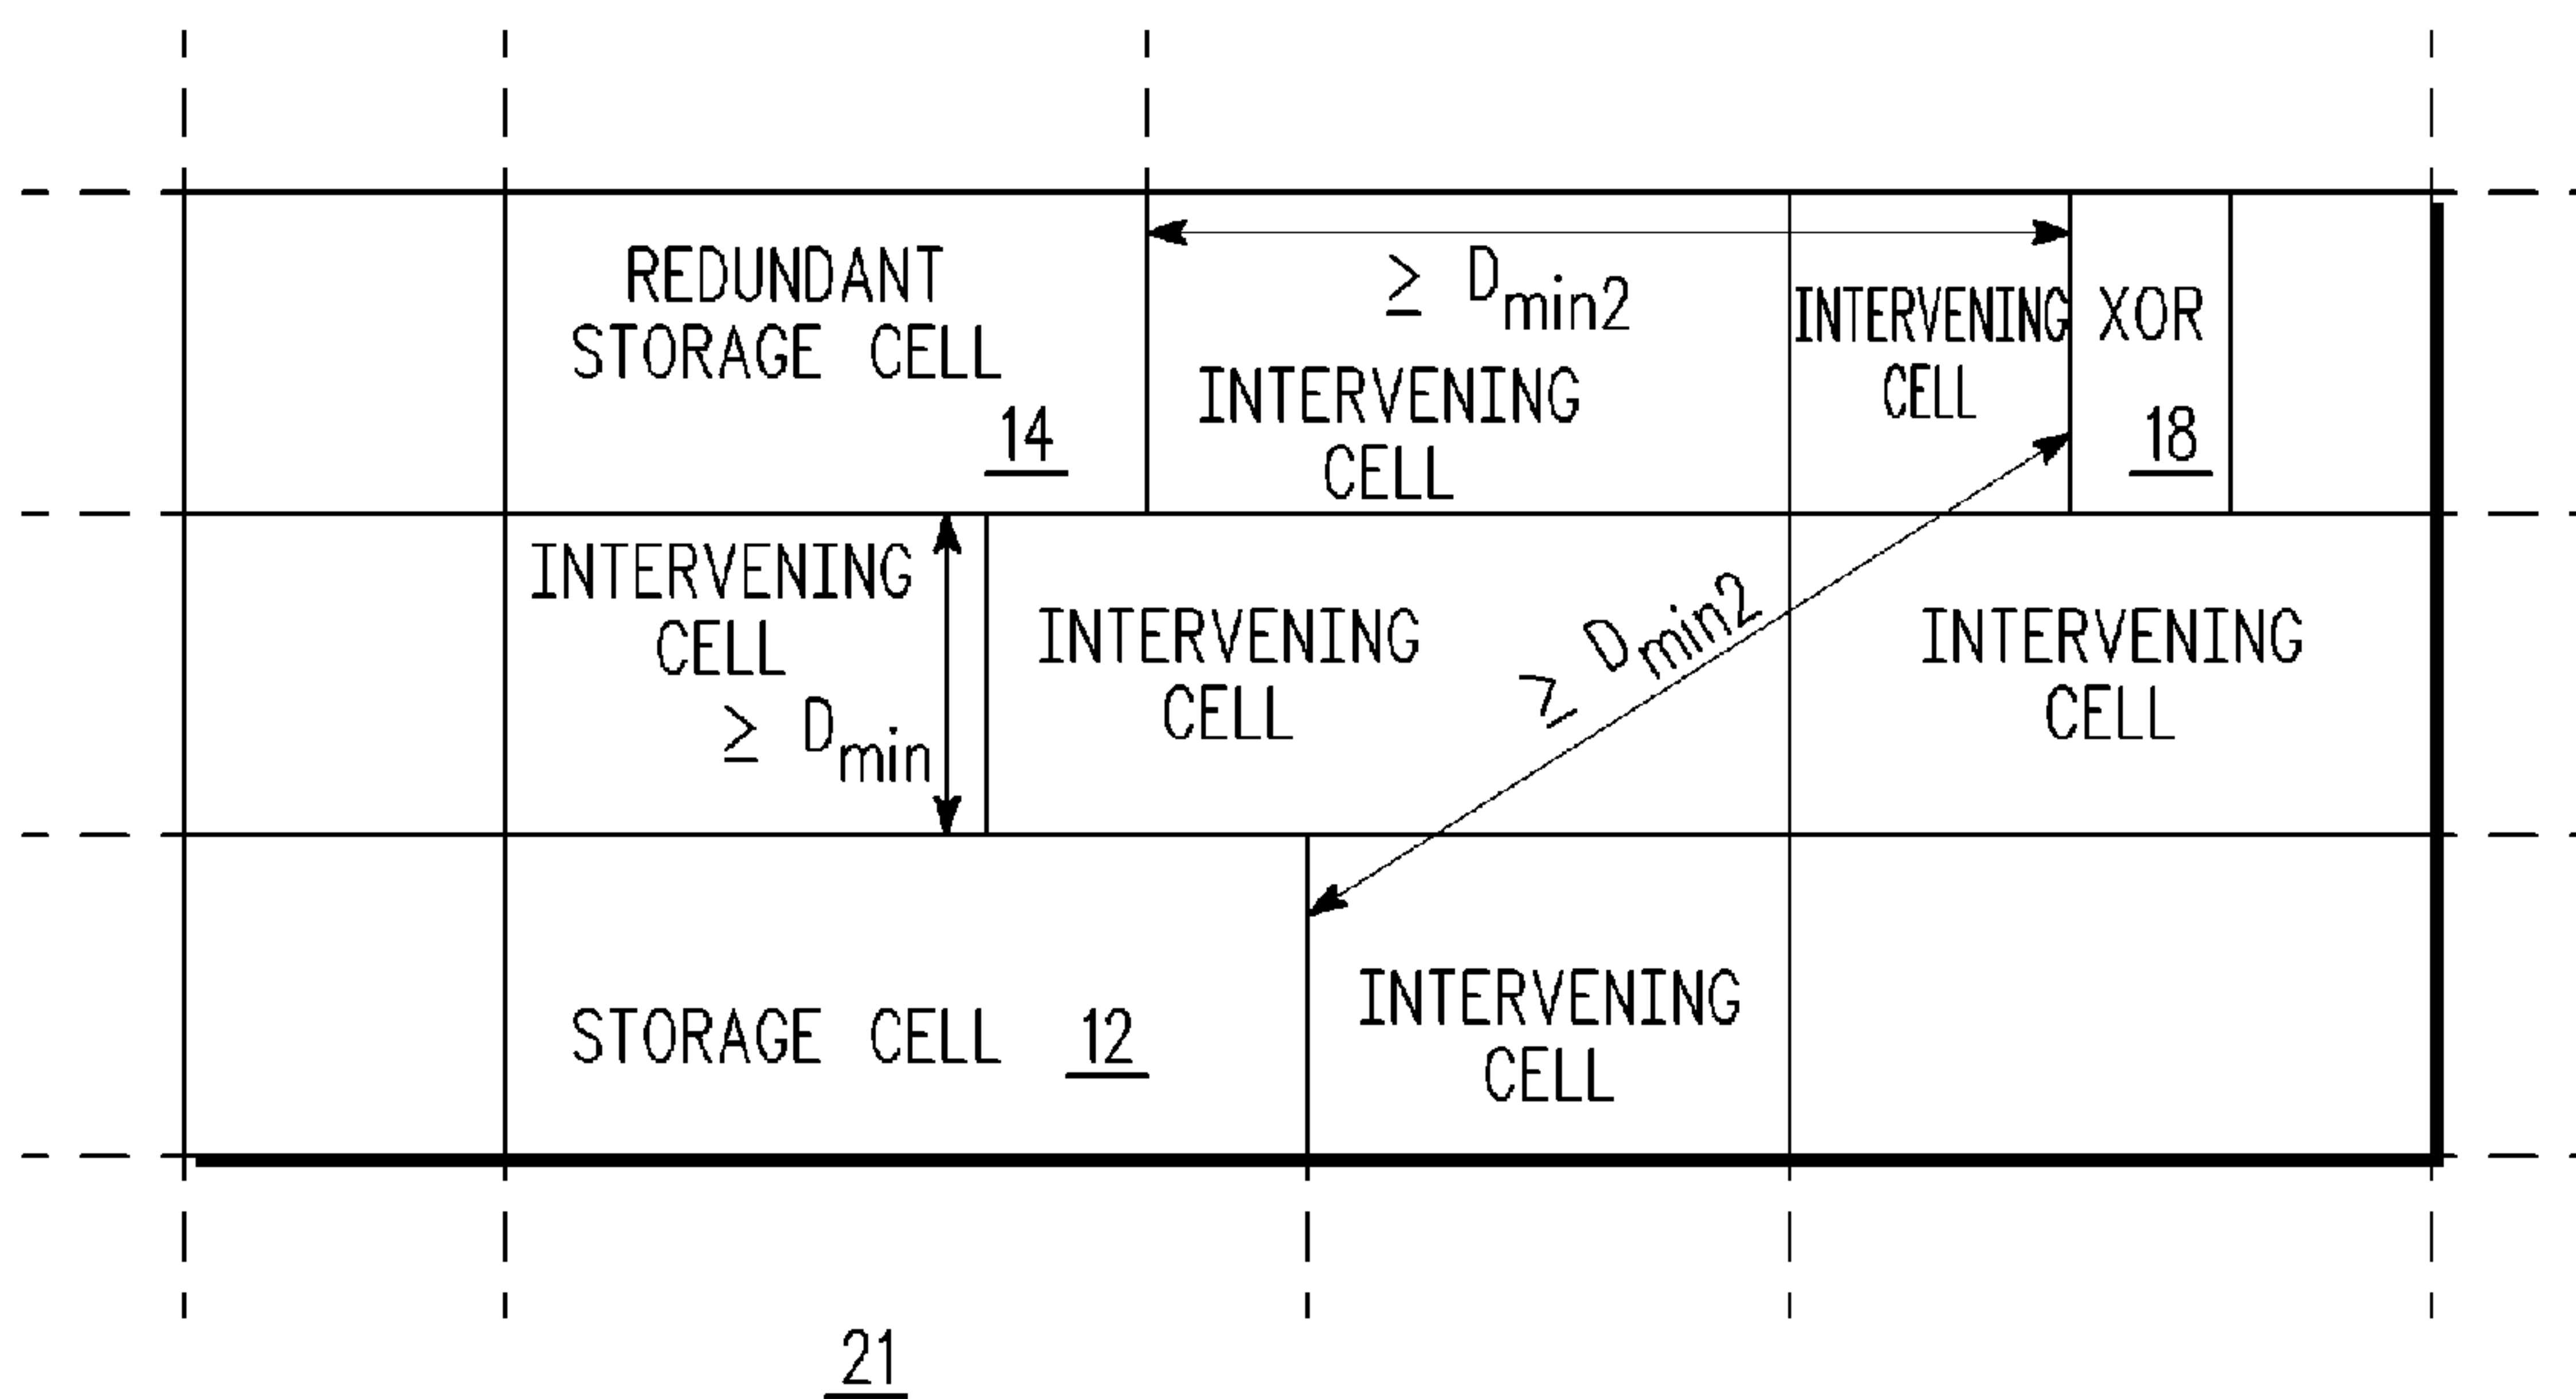 REDUNDANT
STORAGE CELL
14
≥ Dmin2
INTERVENING
CELL
INTERVENING
CELL
XOR
18
INTERVENING
CELL
≥ Dmin
INTERVENING
CELL
≥ Dmin2
INTERVENING
CELL
STORAGE CELL 12
INTERVENING
CELL
21